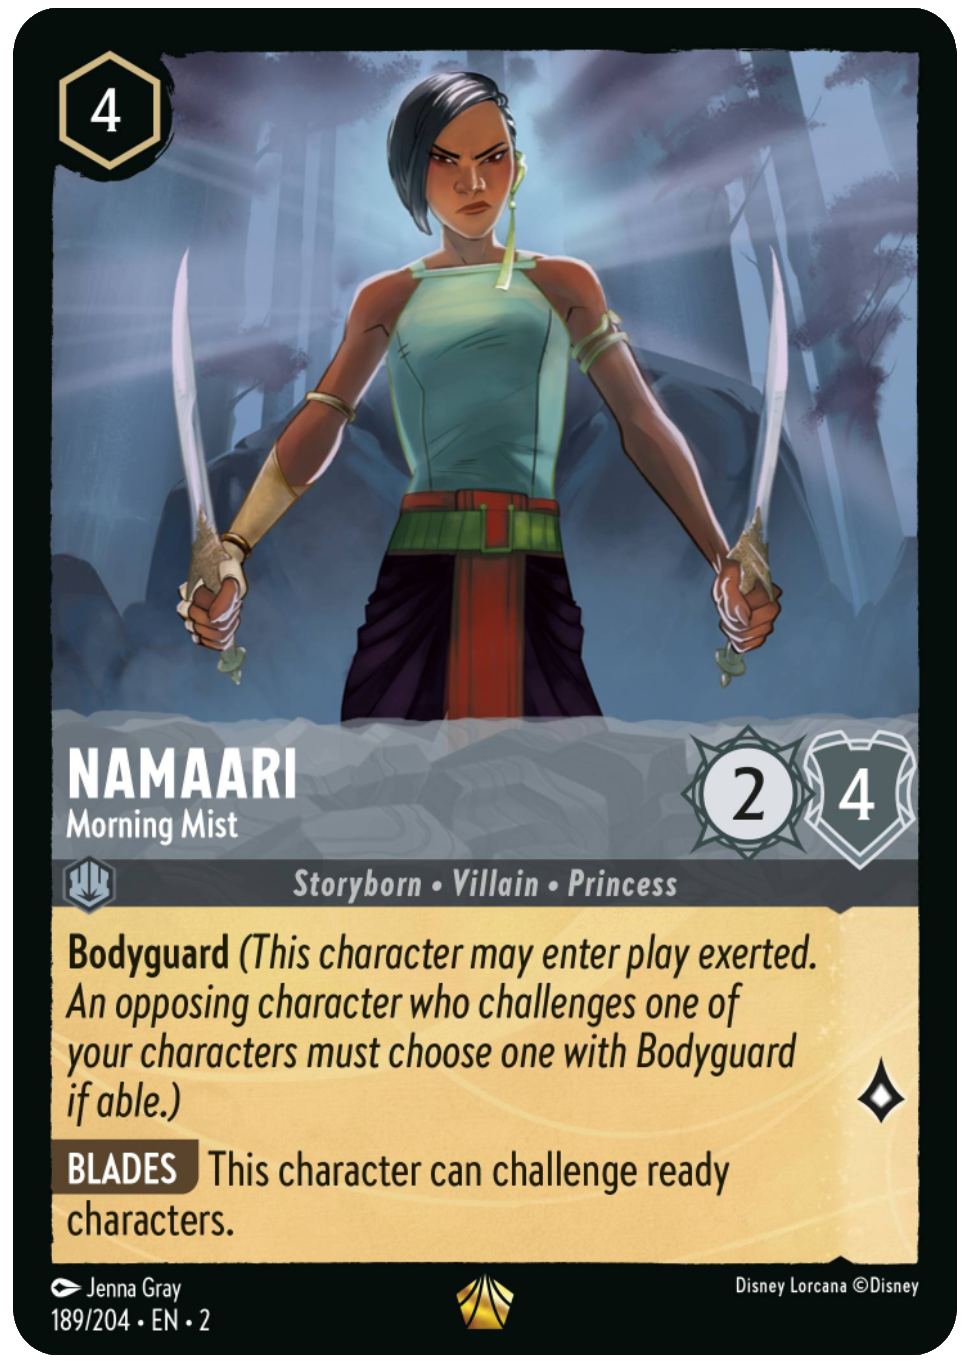 4
NAMAARI
Morning Mist
2
4
Storyborn • Villain • Princess
Bodyguard (This character may enter play exerted.
An opposing character who challenges one of
your characters must choose one with Bodyguard
if able.)
BLADES This character can challenge ready
characters.
Jenna Gray
Disney Lorcana ©Disney
189/204 • EN • 2